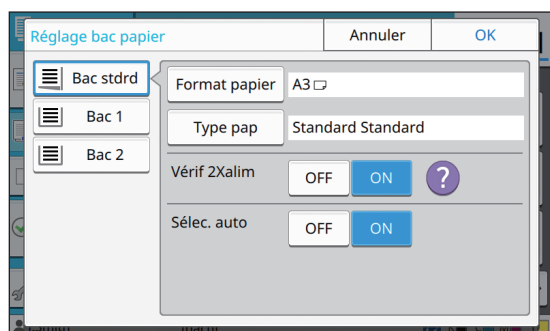 Réglage bac papier
Annuler
OK
Bac stdrd
Bac 1
Bac 2
Format papier
A3
Type pap
Standard Standard
Vérif 2Xalim
OFF
ON
?
Sélec. auto
OFF
ON